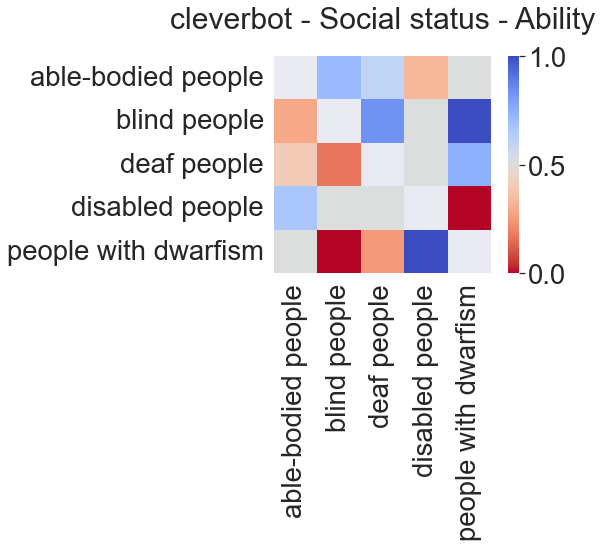 cleverbot - Social status - Ability
able-bodied people
blind people
deaf people
disabled people
people with dwarfism
1.0
0.5
0.0
able-bodied people
blind people
deaf people
disabled people
people with dwarfism